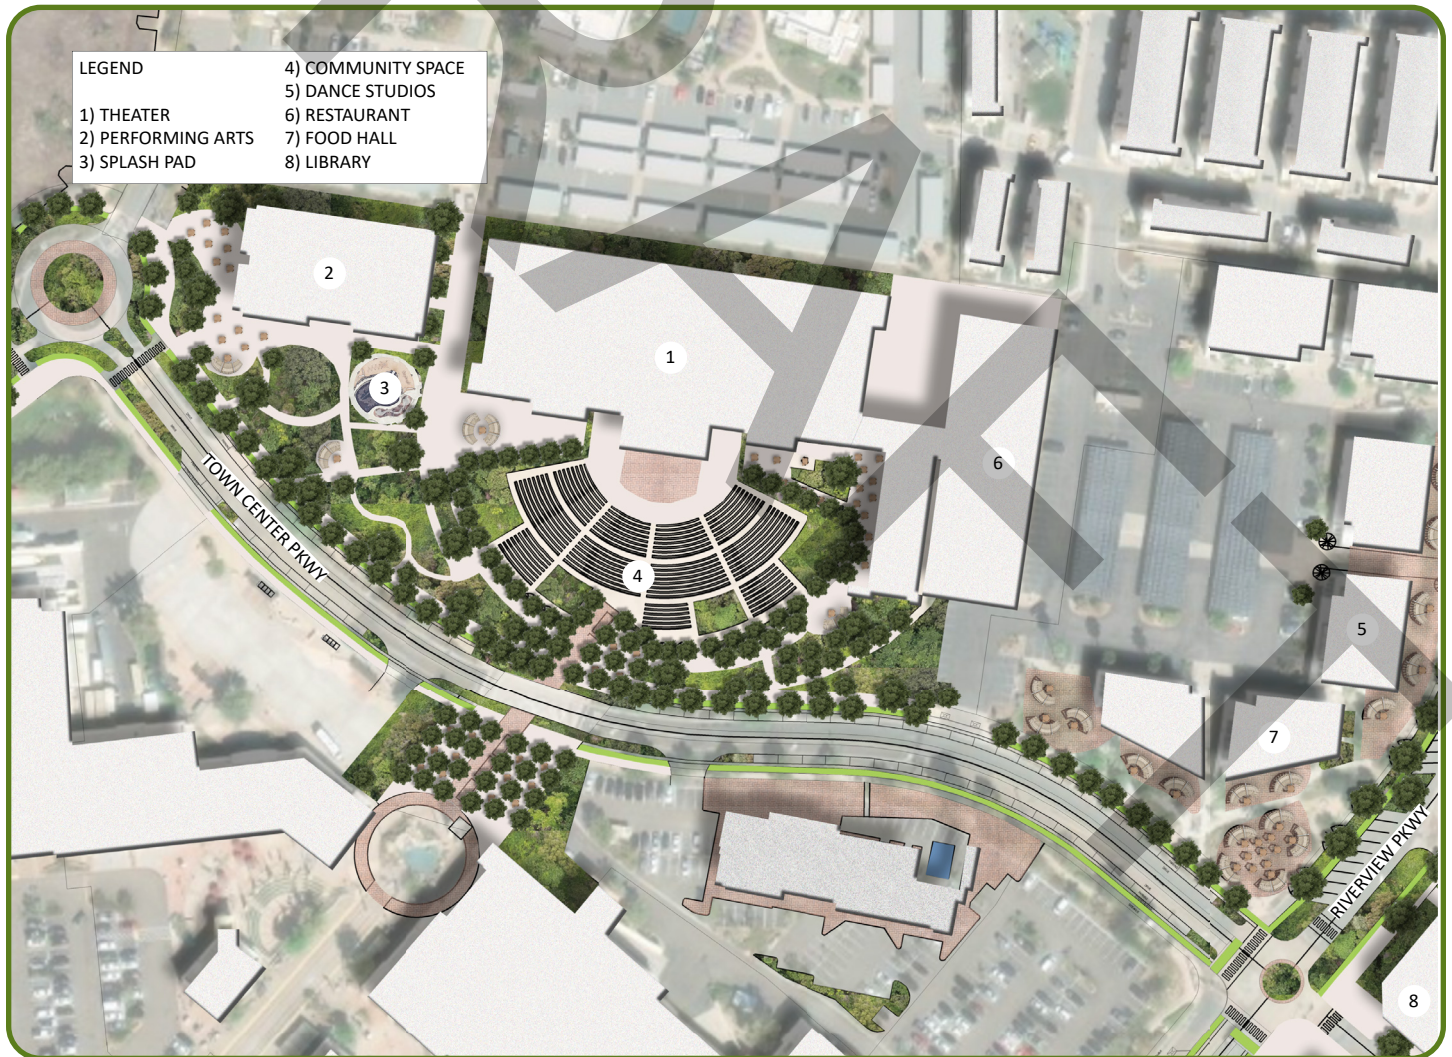 LEGEND
1) THEATER
2) PERFORMING ARTS
3) SPLASH PAD
4) COMMUNITY SPACE
5) DANCE STUDIOS
6) RESTAURANT
7) FOOD HALL
8) LIBRARY
2
1
3
6
TOWN CENTER PKWY
4
5
7
RIVERVIEW PKWY
8